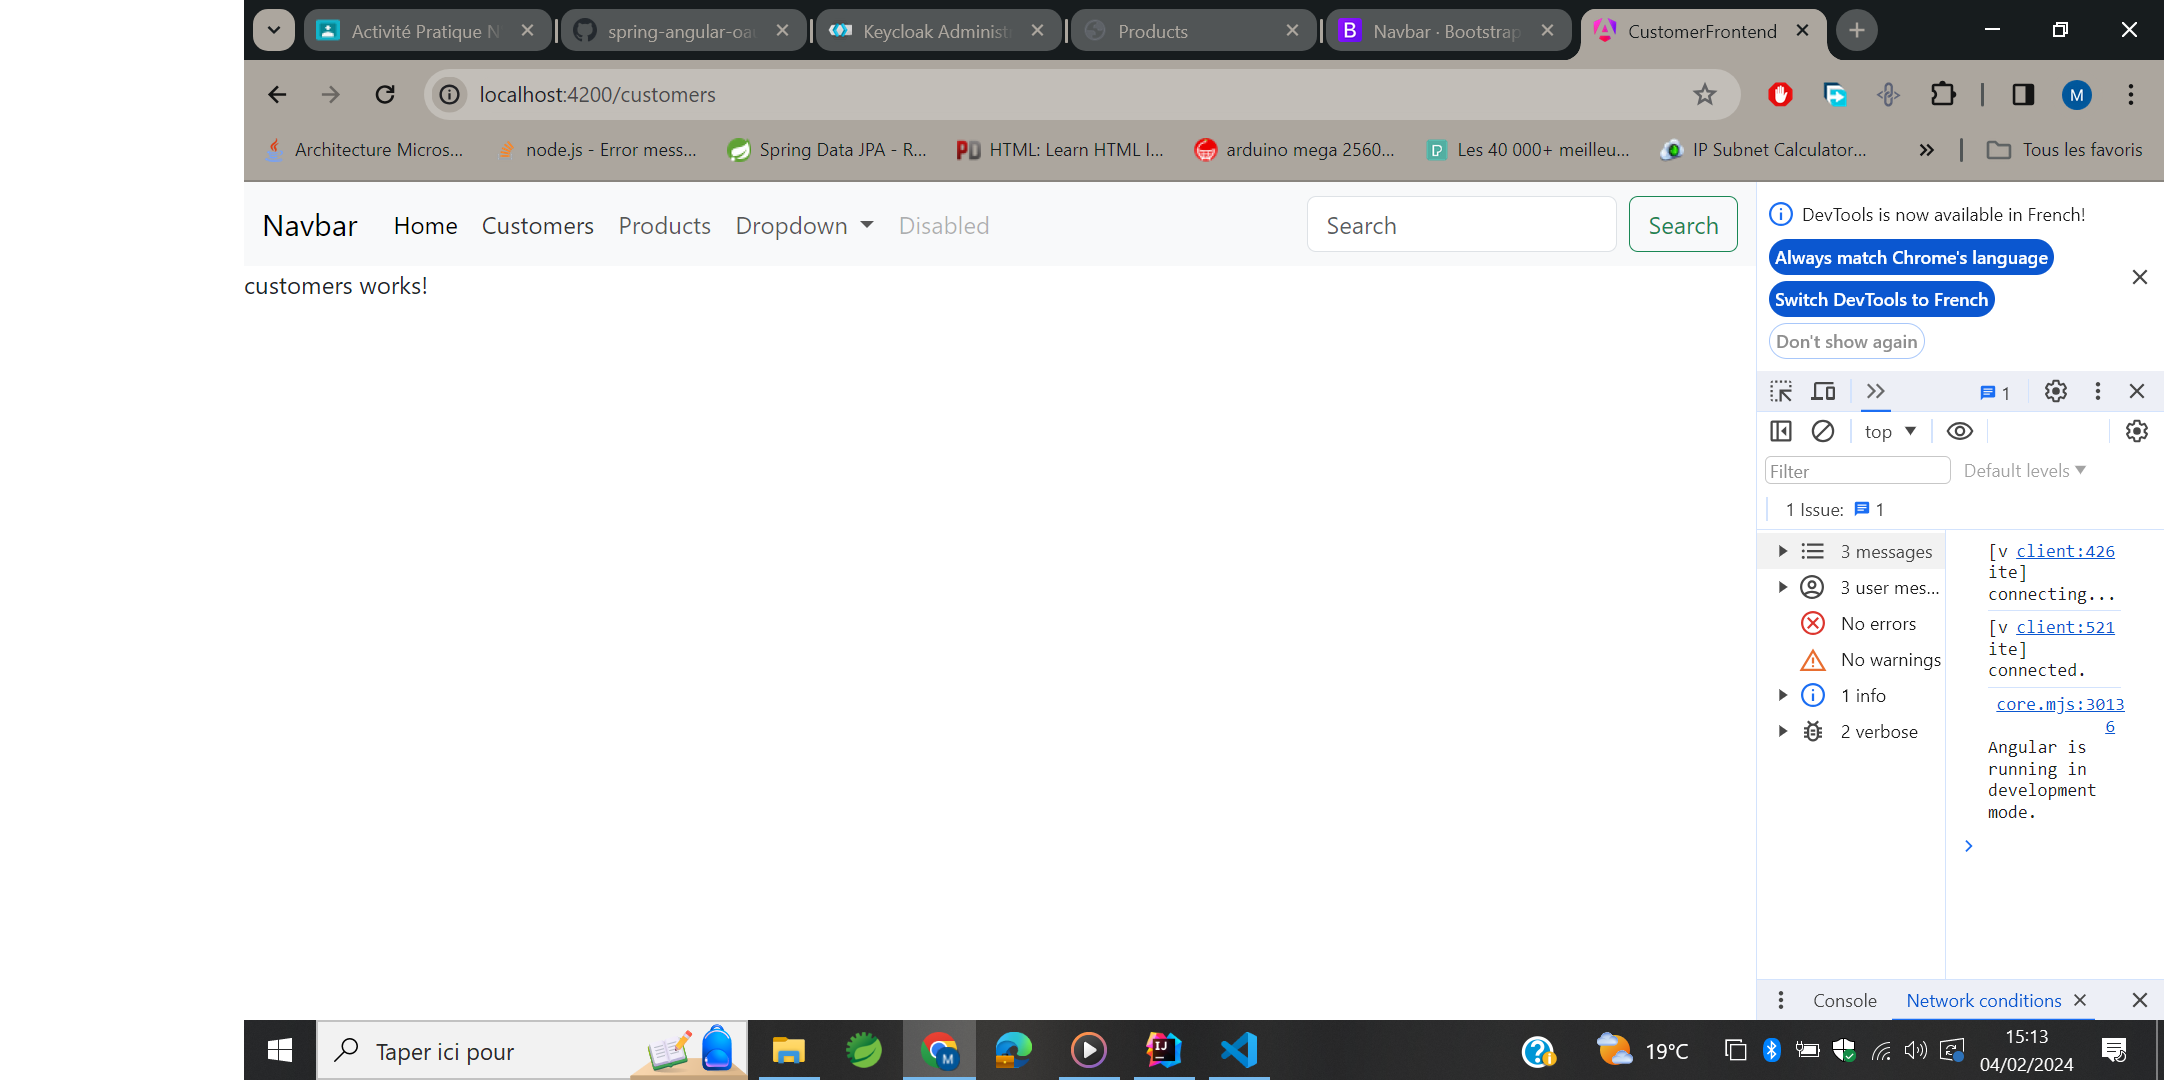 Activité Pratique N
spring-angular-oau
Keycloak Administ
Products
Navbar · Bootstrap
CustomerFrontend
localhost:4200/customers
M
Architecture Micros...
node.js - Error mess...
Spring Data JPA - R...
HTML: Learn HTML I...
arduino mega 2560...
Les 40 000+ meilleu...
IP Subnet Calculator...
Tous les favoris
Navbar
Home
Customers
Products
Dropdown
Disabled
Search
Search
customers works!
DevTools is now available in French!
Always match Chrome's language
Switch DevTools to French
Don't show again
1
top
Filter
Default levels
1 Issue: 1
3 messages
3 user mes...
No errors
No warnings
1 info
2 verbose
[v client:426
ite]
connecting...
[v client:521
ite]
connected.
core.mjs:3013
6
Angular is
running in
development
mode.
Console
Network conditions
Taper ici pour
19°C
15:13
04/02/2024